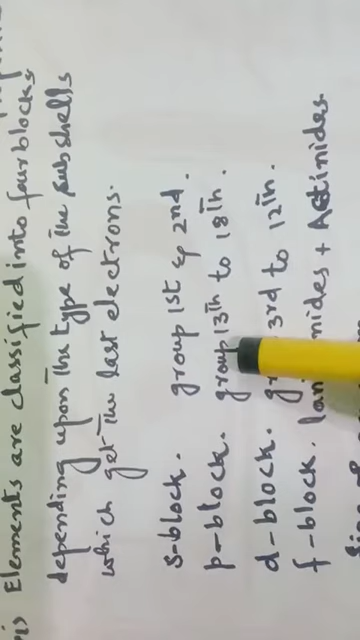 vi) Elements are classified into four blocks
depending upon the type of the subshells
which get the last electrons.
s-block. group 1st & 2nd.
p-block. group 13th to 18th.
d-block. 3rd to 12th.
f-block. + Actinides.